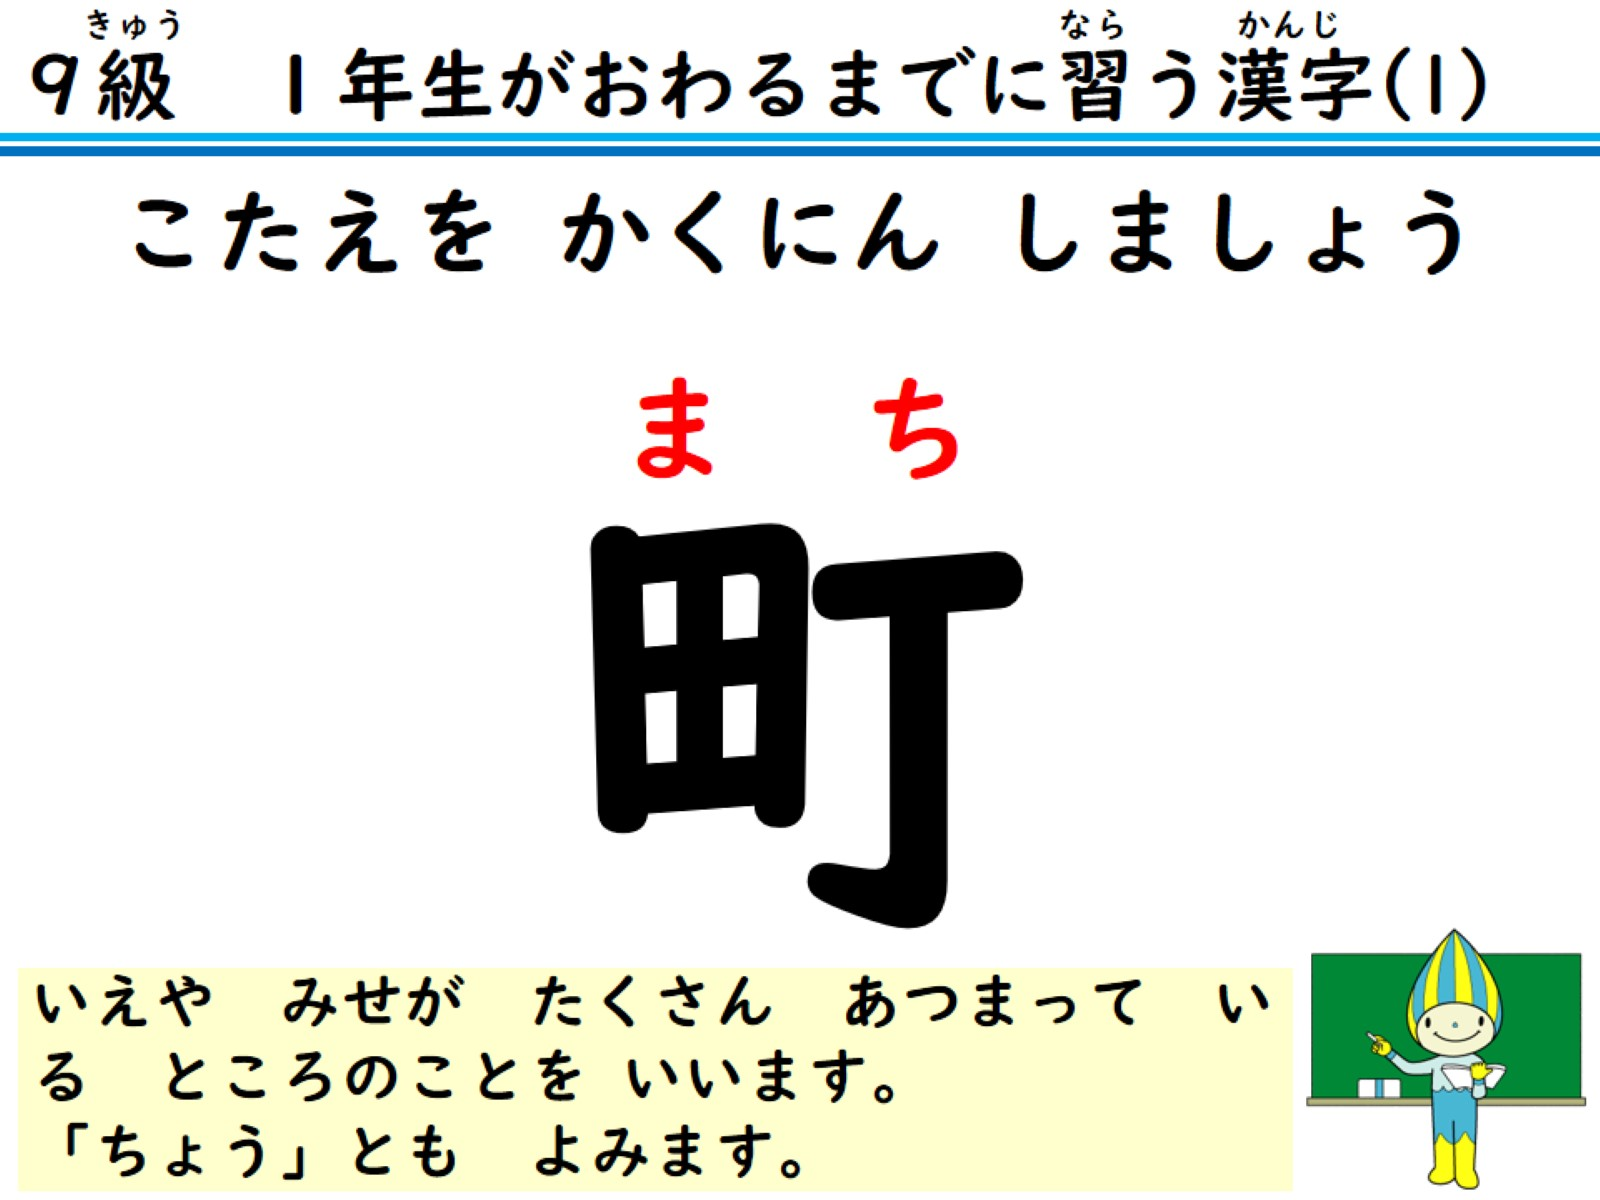 きゅう なら かんじ
９級　１年生がおわるまでに習う漢字(1)
こたえを かくにん しましょう
まち
町
いえや　みせが　たくさん　あつまって　い
る　ところのことを いいます。
「ちょう」とも　よみます。